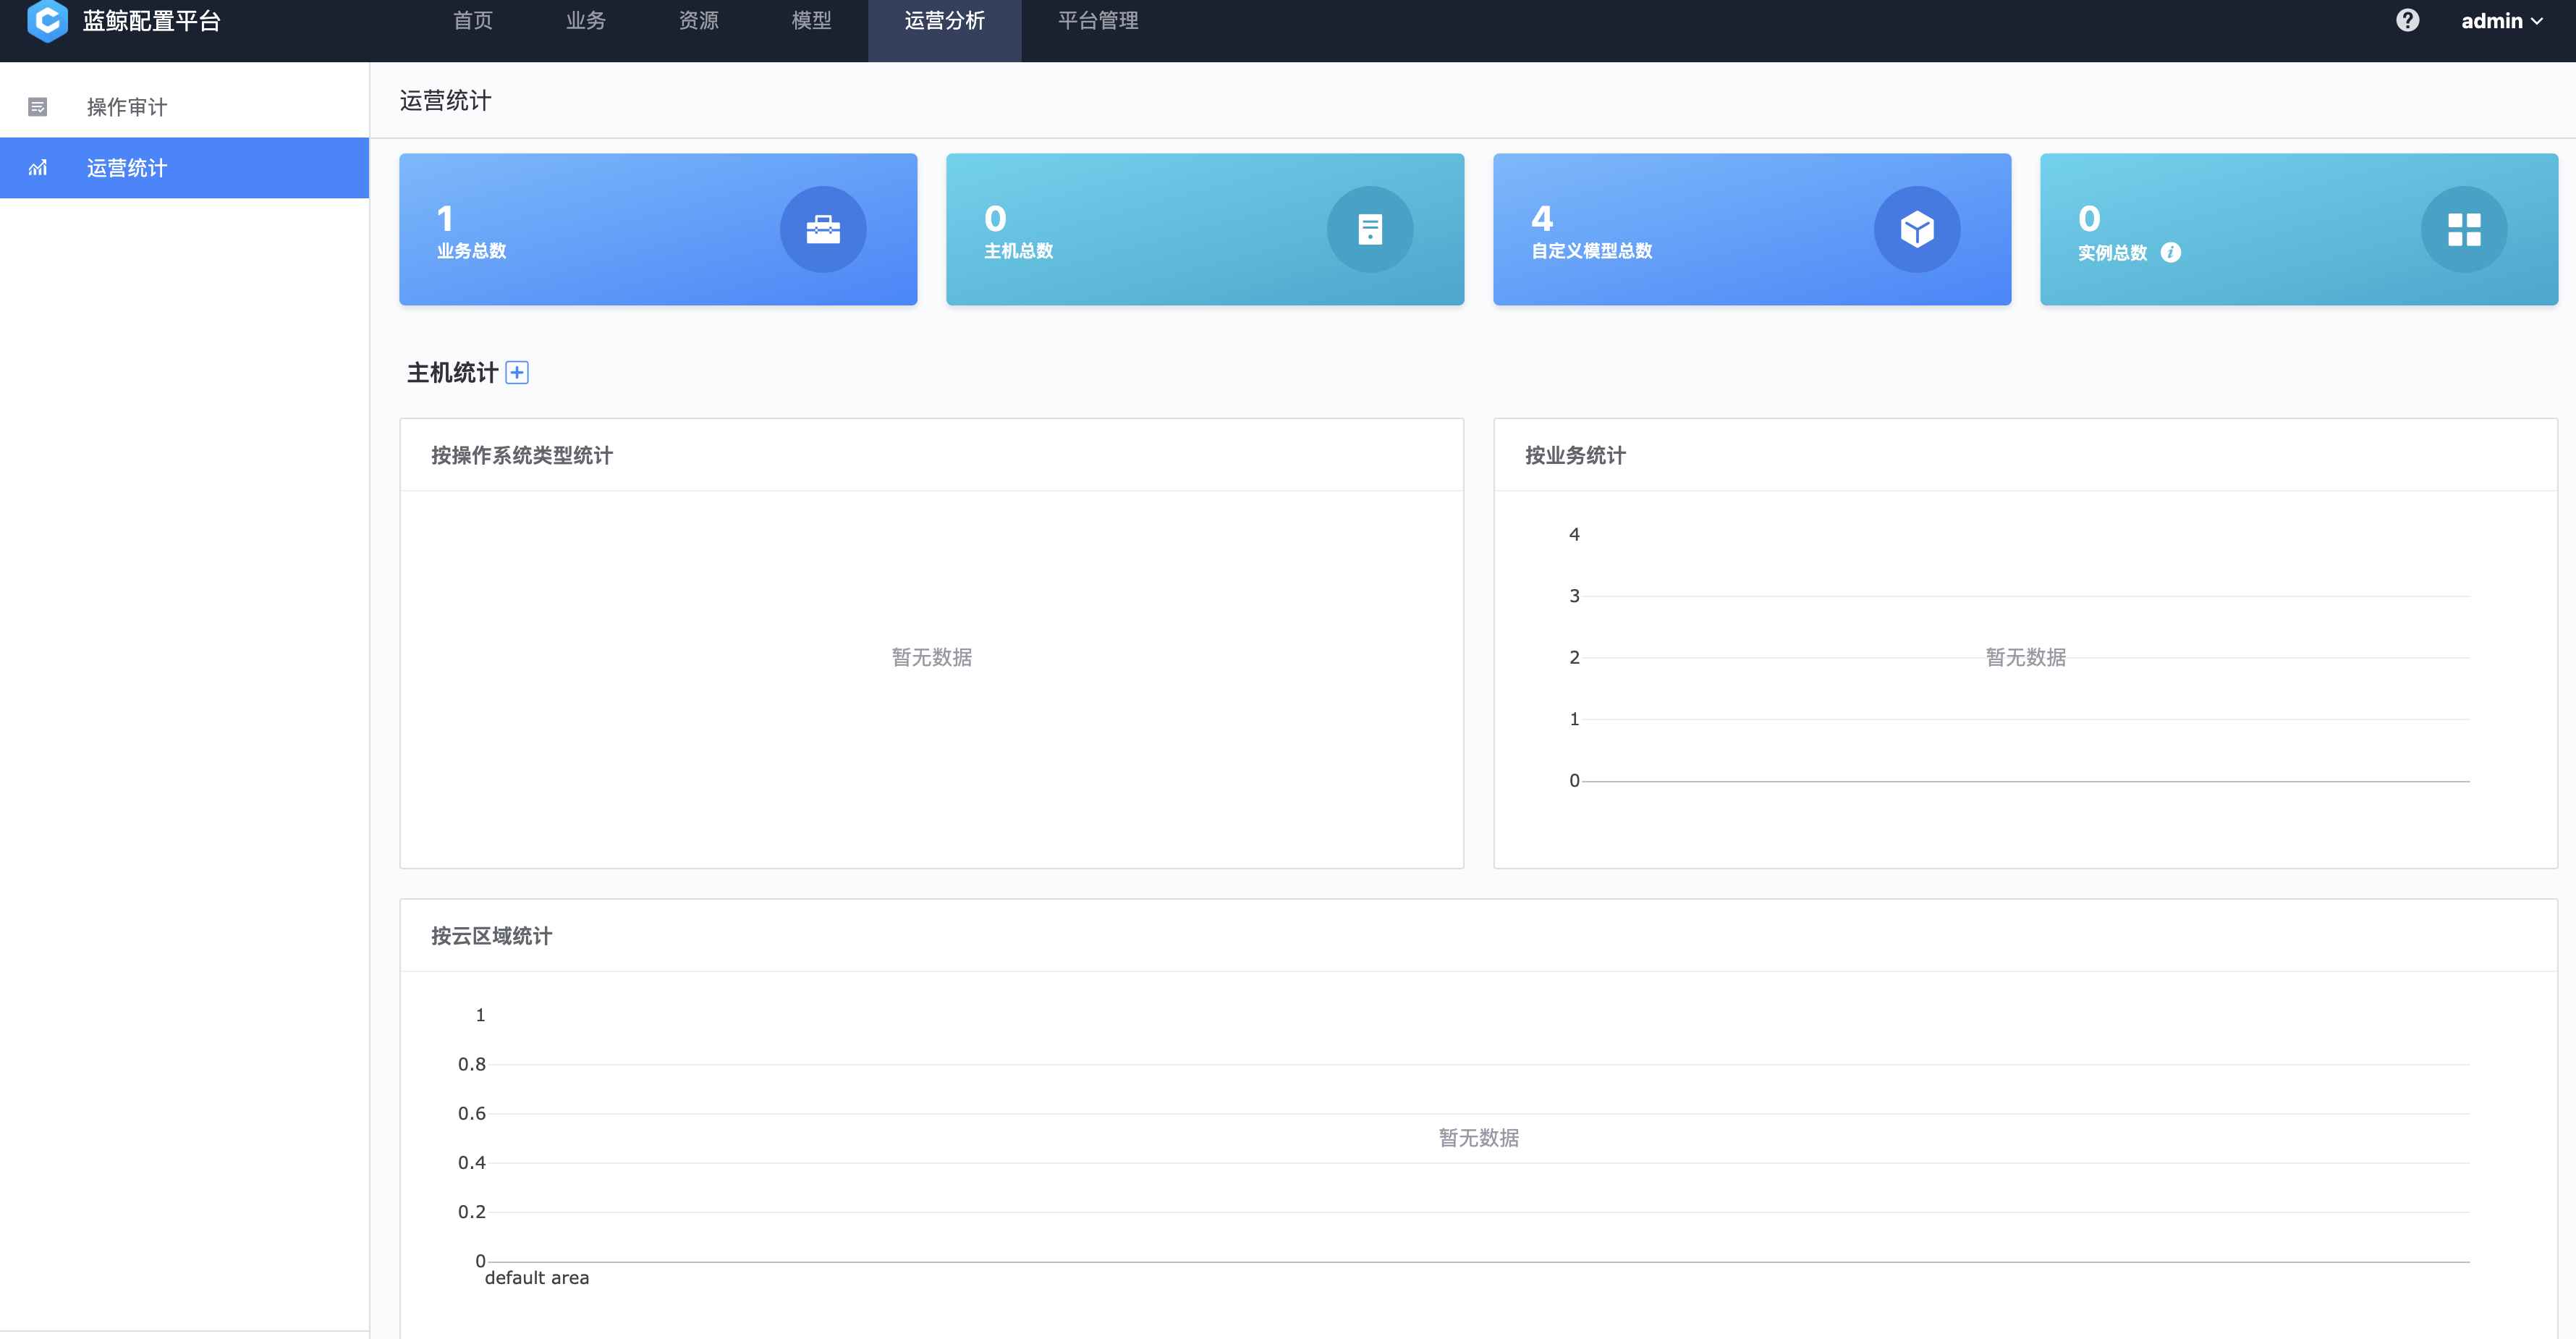 蓝鲸配置平台
首页
业务
资源
模型
运营分析
平台管理
admin
操作审计
运营统计
运营统计
1
业务总数
0
主机总数
4
自定义模型总数
0
实例总数
主机统计
按操作系统类型统计
暂无数据
按业务统计
4
3
2
1
0
暂无数据
按云区域统计
1
0.8
0.6
0.4
0.2
0
暂无数据
default area